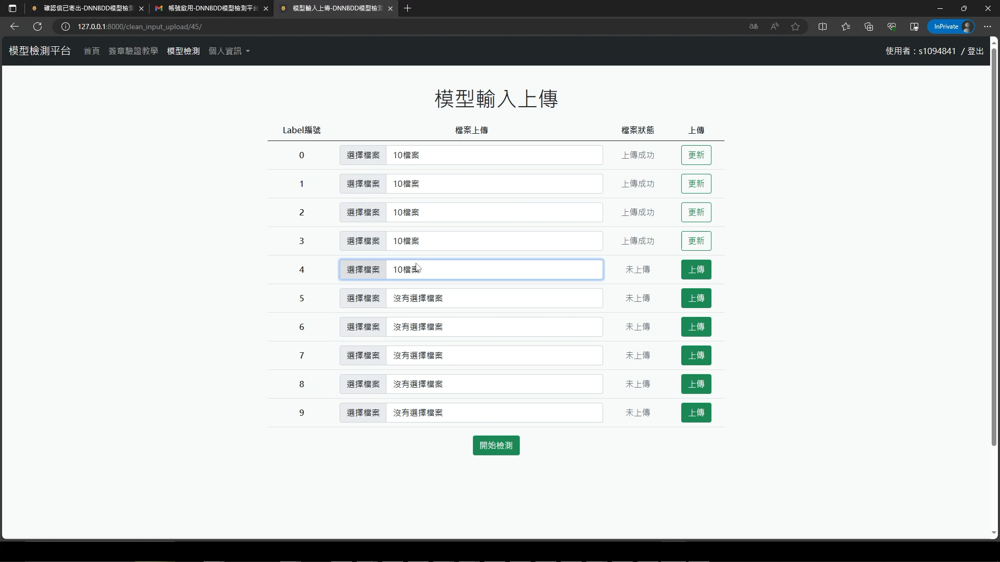 確認信已寄出-DNNBDD模型檢測
帳號啟用-DNNBDD模型檢測平台
模型輸入上傳-DNNBDD模型檢測
127.0.0.1:8000/clean_input_upload/45/
InPrivate
模型檢測平台 首頁 簽章驗證教學 模型檢測 個人資訊
使用者：s1094841 / 登出
模型輸入上傳
Label編號 檔案上傳 檔案狀態 上傳
0 選擇檔案 10檔案 上傳成功 更新
1 選擇檔案 10檔案 上傳成功 更新
2 選擇檔案 10檔案 上傳成功 更新
3 選擇檔案 10檔案 上傳成功 更新
4 選擇檔案 10檔案 未上傳 上傳
5 選擇檔案 沒有選擇檔案 未上傳 上傳
6 選擇檔案 沒有選擇檔案 未上傳 上傳
7 選擇檔案 沒有選擇檔案 未上傳 上傳
8 選擇檔案 沒有選擇檔案 未上傳 上傳
9 選擇檔案 沒有選擇檔案 未上傳 上傳
開始檢測